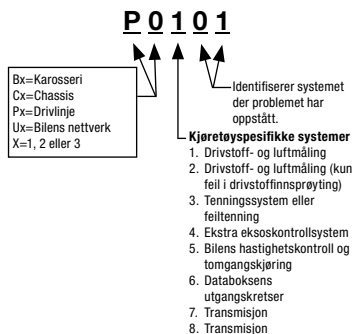 P 0 1 0 1
Bx=Karosseri
Cx=Chassis
Px=Drivlinje
Ux=Bilens nettverk
X=1, 2 eller 3
Identifiserer systemet
der problemet har
oppstått.
Kjøretøyspesifikke systemer
1. Drivstoff- og luftmåling
2. Drivstoff- og luftmåling (kun
feil i drivstoffinnsprøyting)
3. Tenningssystem eller
feiltenning
4. Ekstra eksoskontrollsystem
5. Bilens hastighetskontroll og
tomgangskjøring
6. Databoksens
utgangskretser
7. Transmisjon
8. Transmisjon